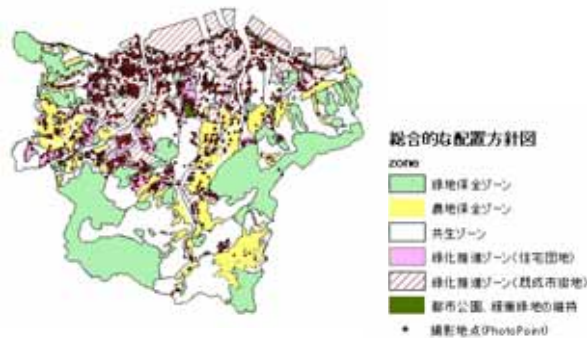 総合的な配置方針図
zone
緑地保全ゾーン
農地保全ゾーン
共生ゾーン
緑化推進ゾーン(住宅団地)
緑化推進ゾーン(既成市街地)
都市公園、緩衝緑地の維持
撮影地点(PhotoPoint)